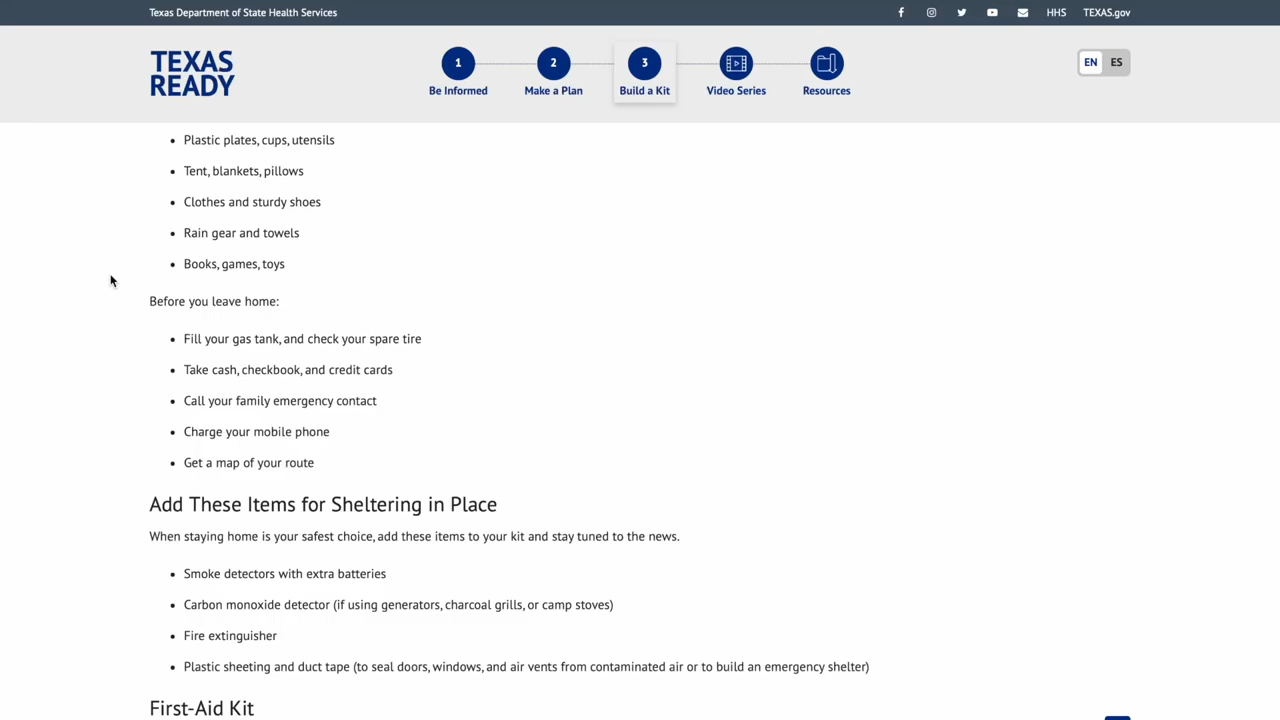 Texas Department of State Health Services
HHS
TEXAS.gov
TEXAS
READY
1
Be Informed
2
Make a Plan
3
Build a Kit
Video Series
Resources
EN
ES
Plastic plates, cups, utensils
Tent, blankets, pillows
Clothes and sturdy shoes
Rain gear and towels
Books, games, toys
Before you leave home:
Fill your gas tank, and check your spare tire
Take cash, checkbook, and credit cards
Call your family emergency contact
Charge your mobile phone
Get a map of your route
Add These Items for Sheltering in Place
When staying home is your safest choice, add these items to your kit and stay tuned to the news.
Smoke detectors with extra batteries
Carbon monoxide detector (if using generators, charcoal grills, or camp stoves)
Fire extinguisher
Plastic sheeting and duct tape (to seal doors, windows, and air vents from contaminated air or to build an emergency shelter)
First-Aid Kit